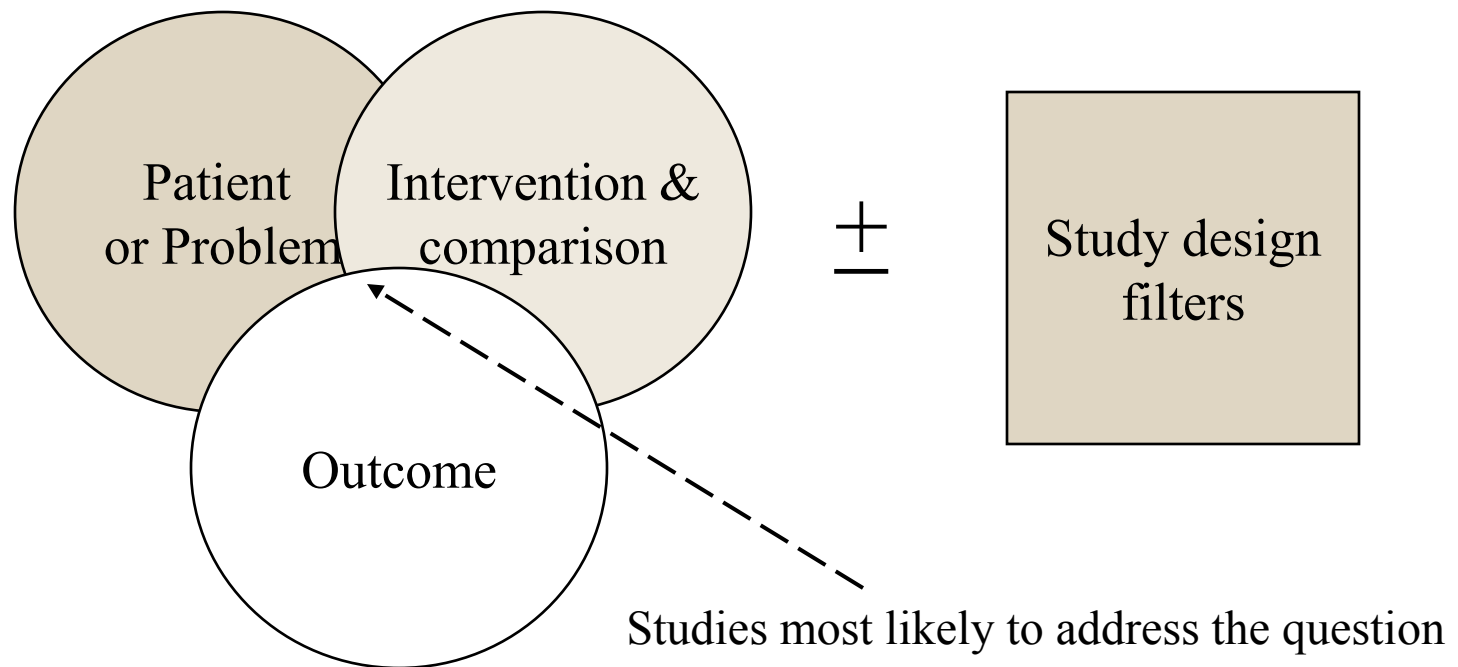 Patient
or Problem
Intervention &
comparison
±
Study design
filters
Outcome
Studies most likely to address the question